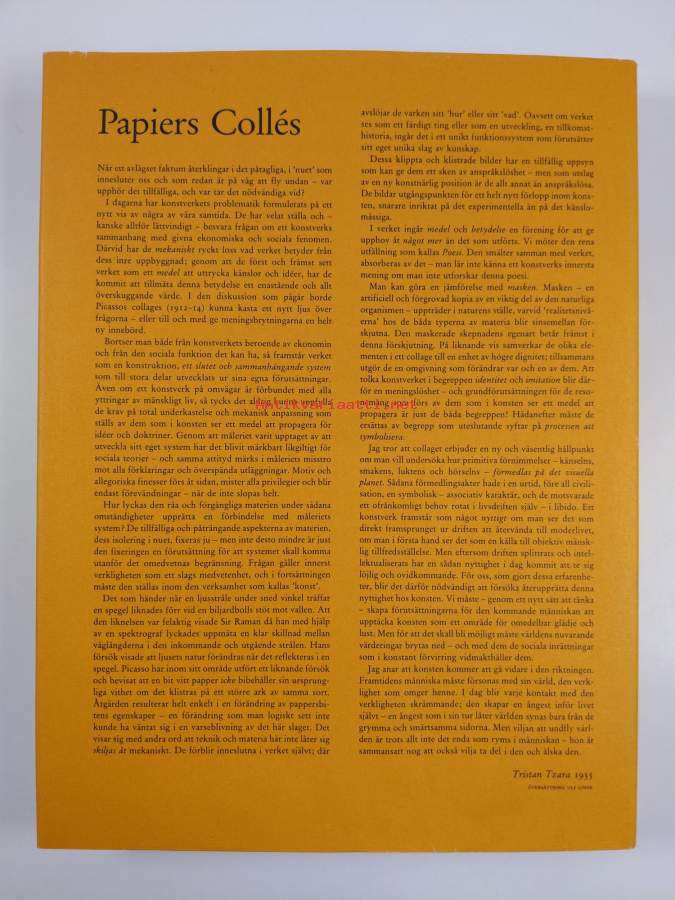 Papiers Collés
När ett avlägset faktum återklingar i det påtagliga, i 'nuet' som
innesluter oss och som redan är på väg att fly undan – var
upphör det tillfälliga, och var tar det nödvändiga vid?
I dagarna har konstverkets problematik formulerats på ett
nytt vis av några av våra samtida. De har velat ställa och –
kanske alltför lättvindigt – besvara frågan om ett konstverks
sammanhang med givna ekonomiska och sociala fenomen.
Därvid har de mekaniskt ryckt loss vad verket betyder från
dess inre uppbyggnad; genom att de först och främst sett
verket som ett medel att uttrycka känslor och idéer, har de
kommit att tillmäta denna betydelse ett enastående och allt
överskuggande värde. I den diskussion som pågår borde
Picassos collages (1912–14) kunna kasta ett nytt ljus över
frågorna – eller till och med ge meningsbrytningarna en helt
ny innebörd.
Bortser man både från konstverkets beroende av ekonomin
och från den sociala funktion det kan ha, så framstår verket
som en konstruktion, ett slutet och sammanhängande system
som till stora delar utvecklats ur sina egna förutsättningar.
Även om ett konstverk på omvägar är förbundet med alla
yttringar av mänskligt liv, så tycks det aldrig kunna uppfylla
de krav på total underkastelse och mekanisk anpassning som
ställs av dem som i konsten ser ett medel att propagera för
idéer och doktriner. Genom att måleriet varit upptaget av att
utveckla sitt eget system har det blivit märkbart likgiltigt för
sociala teorier – och samma attityd märks i måleriets misstro
mot alla förklaringar och överspända utläggningar. Motiv och
allegoriska finesser förs åt sidan, mister alla privilegier och blir
endast förevändningar – när de inte slopas helt.
Hur lyckas den råa och förgängliga materien under sådana
omständigheter upprätta en förbindelse med måleriets
system? De tillfälliga och påträngande aspekterna av materien,
dess isolering i nuet, fixeras ju – men inte desto mindre är just
den fixeringen en förutsättning för att systemet skall komma
utanför det omedvetnas begränsning. Frågan gäller innerst
verkligheten som ett slags medvetenhet, och i fortsättningen
måste den ställas inom den verksamhet som kallas 'konst'.
Det som händer när en ljusstråle under sned vinkel träffar
en spegel liknades förr vid en biljardbolls stöt mot vallen. Att
den liknelsen var felaktig visade Sir Raman då han med hjälp
av en spektrograf lyckades uppmäta en klar skillnad mellan
våglängderna i den inkommande och utgående strålen. Hans
försök visade att ljusets natur förändras när det reflekteras i en
spegel. Picasso har inom sitt område utfört ett liknande försök
och bevisat att en bit vitt papper icke bibehåller sin ursprung-
liga vithet om det klistras på ett större ark av samma sort.
Åtgärden resulterar helt enkelt i en förändring av pappersbi-
tens egenskaper – en förändring som man logiskt sett inte
kunde ha väntat sig i en varseblivning av det här slaget. Det
visar sig med andra ord att teknik och materia här inte låter sig
skiljas åt mekaniskt. De förblir inneslutna i verket självt; där
avslöjar de varken sitt 'hur' eller sitt 'vad'. Oavsett om verket
ses som ett färdigt ting eller som en utveckling, en tillkomst-
historia, ingår det i ett unikt funktionssystem som förutsätter
sitt eget unika slag av kunskap.
Dessa klippta och klistrade bilder har en tillfällig uppsyn
som kan ge dem ett sken av anspråkslöshet – men som utslag
av en ny konstnärlig position är de allt annat än anspråkslösa.
De bildar utgångspunkten för ett helt nytt förlopp inom kons-
ten, snarare inriktat på det experimentella än på det känslo-
mässiga.
I verket ingår medel och betydelse en förening för att ge
upphov åt något mer än det som utförts. Vi möter den rena
utfällning som kallas Poesi. Den smälter samman med verket,
absorberas av det – man lär inte känna ett konstverks innersta
mening om man inte utforskar denna poesi.
Man kan göra en jämförelse med masken. Masken – en
artificiell och förgrovad kopia av en viktig del av den naturliga
organismen – uppträder i naturens ställe, varvid 'realitetsnivå-
erna' hos de båda typerna av materia blir sinsemellan för-
skjutna. Den maskerade skepnadens egenart betår främst i
denna förskjutning. På liknande vis samverkar de olika ele-
menten i ett collage till en enhet av högre dignitet; tillsammans
utgör de en omgivning som förändrar var och en av dem. Att
tolka konstverket i begreppen identitet och imitation blir där-
för en meningslöshet – och grundförutsättningen för de reso-
nemang som förs av dem som i konsten ser ett medel att
propagera är just de båda begreppen! Hädanefter måste de
ersättas av begrepp som uteslutande syftar på processen att
symbolisera.
Jag tror att collaget erbjuder en ny och väsentlig hållpunkt
om man vill undersöka hur primitiva förnimmelser – känselns,
smakens, luktens och hörselns – förmedlas på det visuella
planet. Sådana förmedlingsakter hade i en urtid, före all civili-
sation, en symbolisk – associativ karaktär, och de motsvarade
ett ofrånkomligt behov rotat i livsdriften själv – i libido. Ett
konstverk framstår som något nyttigt om man ser det som
direkt framsprunget ur driften att återvända till moderlivet,
om man i första hand ser det som en källa till objektiv mänsk-
lig tillfredsställelse. Men eftersom driften splittrats och intel-
lektualiserats har en sådan nyttighet i dag kommit att te sig
löjlig och ovidkommande. För oss, som gjort dessa erfarenhe-
ter, blir det därför nödvändigt att försöka återupprätta denna
nyttighet hos konsten. Vi måste – genom ett nytt sätt att tänka
– skapa förutsättningarna för den kommande människan att
upptäcka konsten som ett område för omedelbar glädje och
lust. Men för att det skall bli möjligt måste världens nuvarande
värderingar brytas ned – och med dem de sociala inrättningar
som i konstant förvirring vidmakthåller dem.
Jag anar att konsten kommer att gå vidare i den riktningen.
Framtidens människa måste försonas med sin värld, den verk-
lighet som omger henne. I dag blir varje kontakt med den
verkligheten skrämmande; den skapar en ångest inför livet
självt – en ångest som i sin tur låter världen synas bara från de
grymma och smärtsamma sidorna. Men viljan att undfly värl-
den är trots allt inte det enda som ryms i människan – hon är
sammansatt nog att också vilja ta del i den och älska den.
Tristan Tzara 1935
Antikvariaatti.net